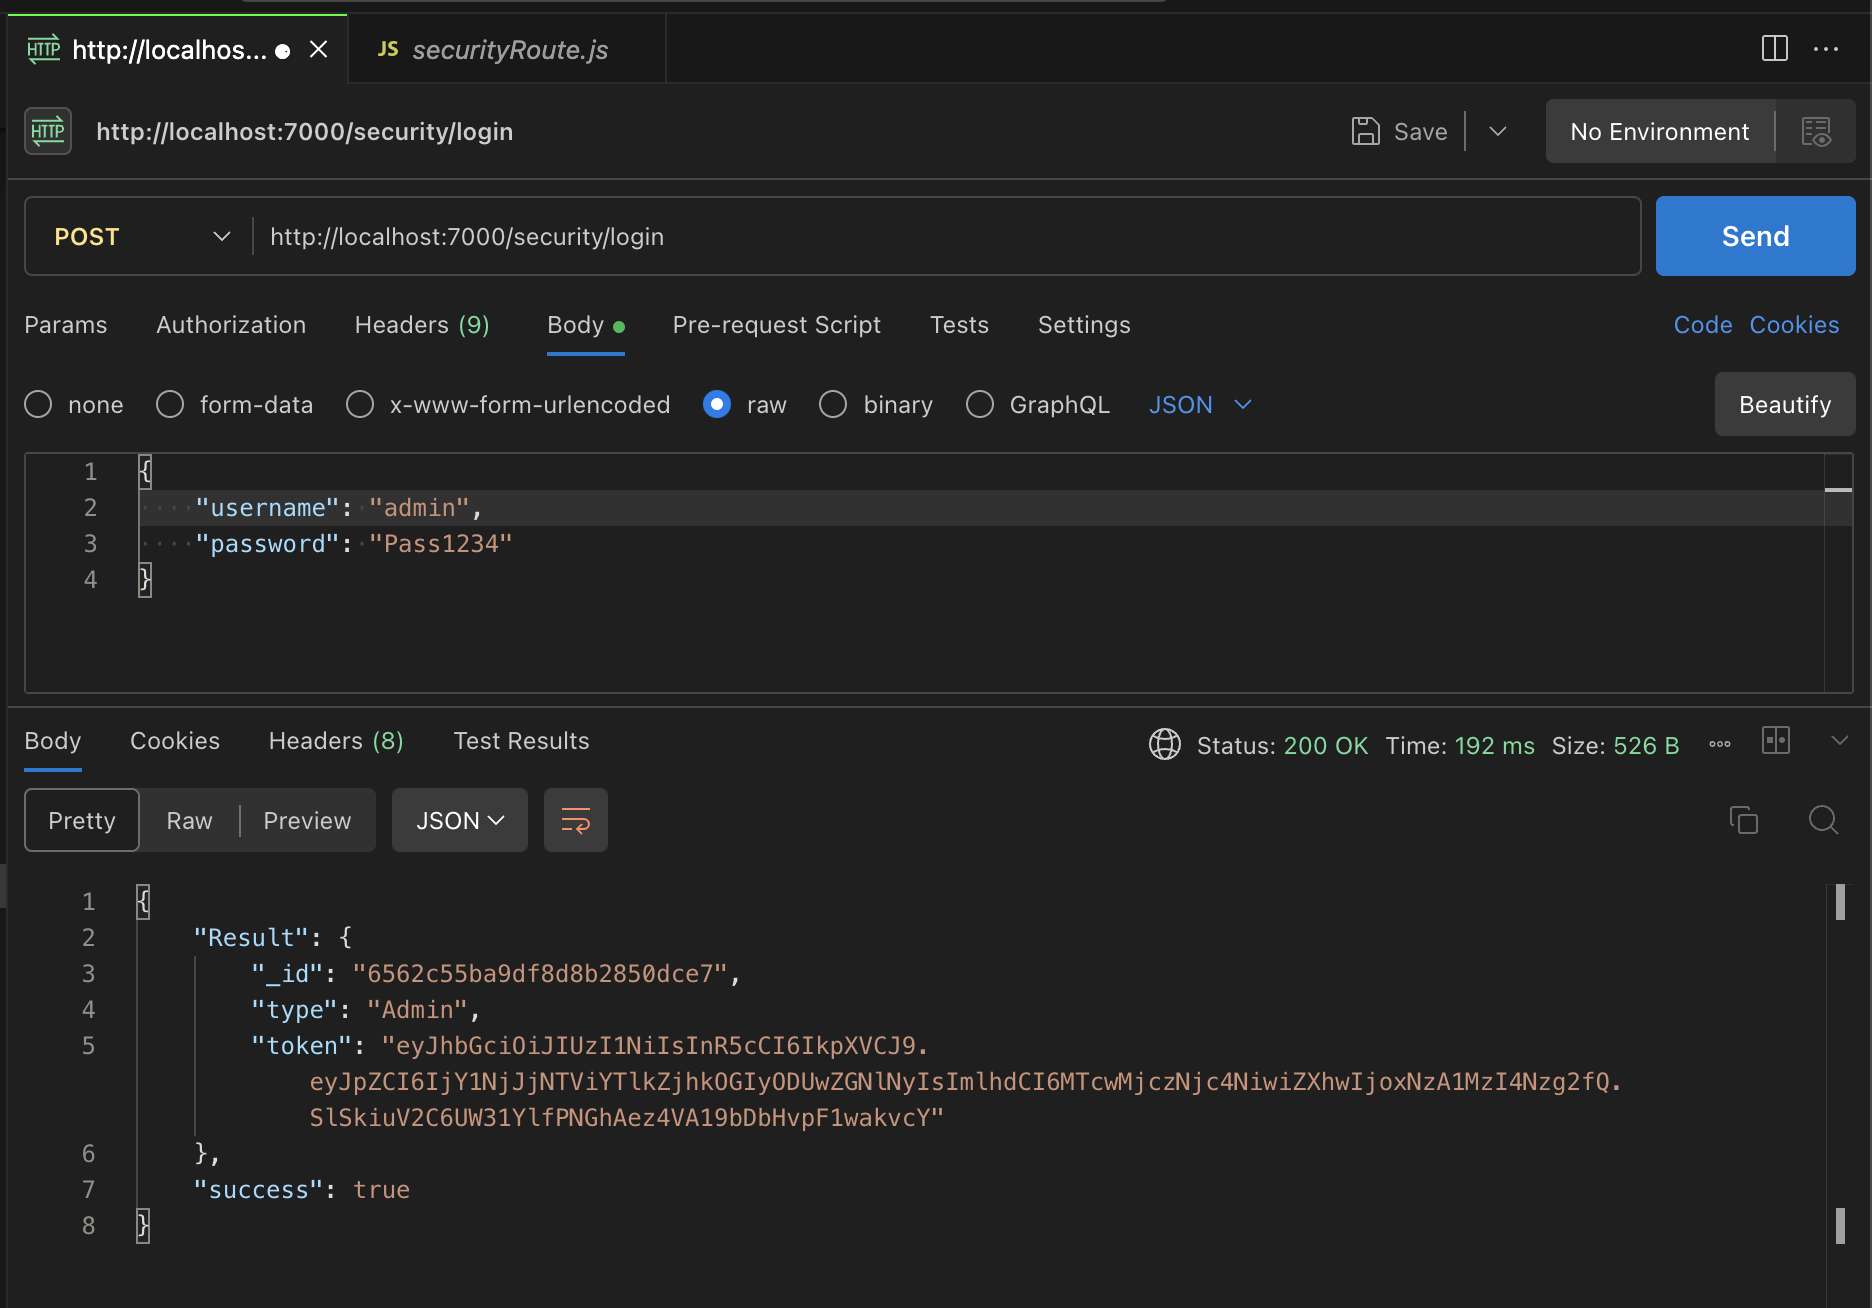 HTTP http://localhos... JS securityRoute.js
HTTP http://localhost:7000/security/login Save No Environment
POST http://localhost:7000/security/login Send
Params Authorization Headers (9) Body Pre-request Script Tests Settings Code Cookies
none form-data x-www-form-urlencoded raw binary GraphQL JSON Beautify
1 {
2 "username": "admin",
3 "password": "Pass1234"
4 }
Body Cookies Headers (8) Test Results Status: 200 OK Time: 192 ms Size: 526 B
Pretty Raw Preview JSON
1 {
2 "Result": {
3 "_id": "6562c55ba9df8d8b2850dce7",
4 "type": "Admin",
5 "token": "eyJhbGciOiJIUzI1NiIsInR5cCI6IkpXVCJ9.
eyJpZCI6IjY1NjJjNTViYTlkZjhkOGIyODUwZGNlNyIsImlhdCI6MTcwMjczNjc4NiwiZXhwIjoxNzA1MzI4Nzg2fQ.
SlSkiuV2C6UW31YlfPNGhAez4VA19bDbHvpF1wakvcY"
6 },
7 "success": true
8 }